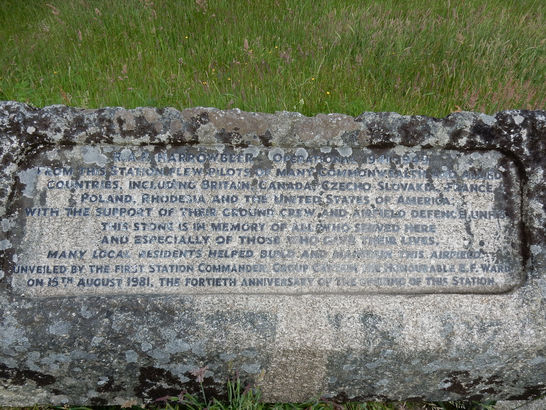 R.A.F. HARROWBEER. OPERATIONAL 1941-1945
FROM THIS STATION FLEW PILOTS OF MANY COMMONWEALTH AND ALLIED
COUNTRIES, INCLUDING BRITAIN, CANADA, CZECHO SLOVAKIA, FRANCE,
POLAND, RHODESIA AND THE UNITED STATES OF AMERICA
WITH THE SUPPORT OF THEIR GROUND CREW AND AIRFIELD DEFENCE UNITS.
THIS STONE IS IN MEMORY OF ALL WHO SERVED HERE
AND ESPECIALLY OF THOSE WHO GAVE THEIR LIVES.
MANY LOCAL RESIDENTS HELPED BUILD AND MAINTAIN THIS AIRFIELD.
UNVEILED BY THE FIRST STATION COMMANDER, GROUP CAPTAIN THE HONOURABLE E.F. WARD
ON 15TH AUGUST 1981, THE FORTIETH ANNIVERSARY OF THE OPENING OF THIS STATION.